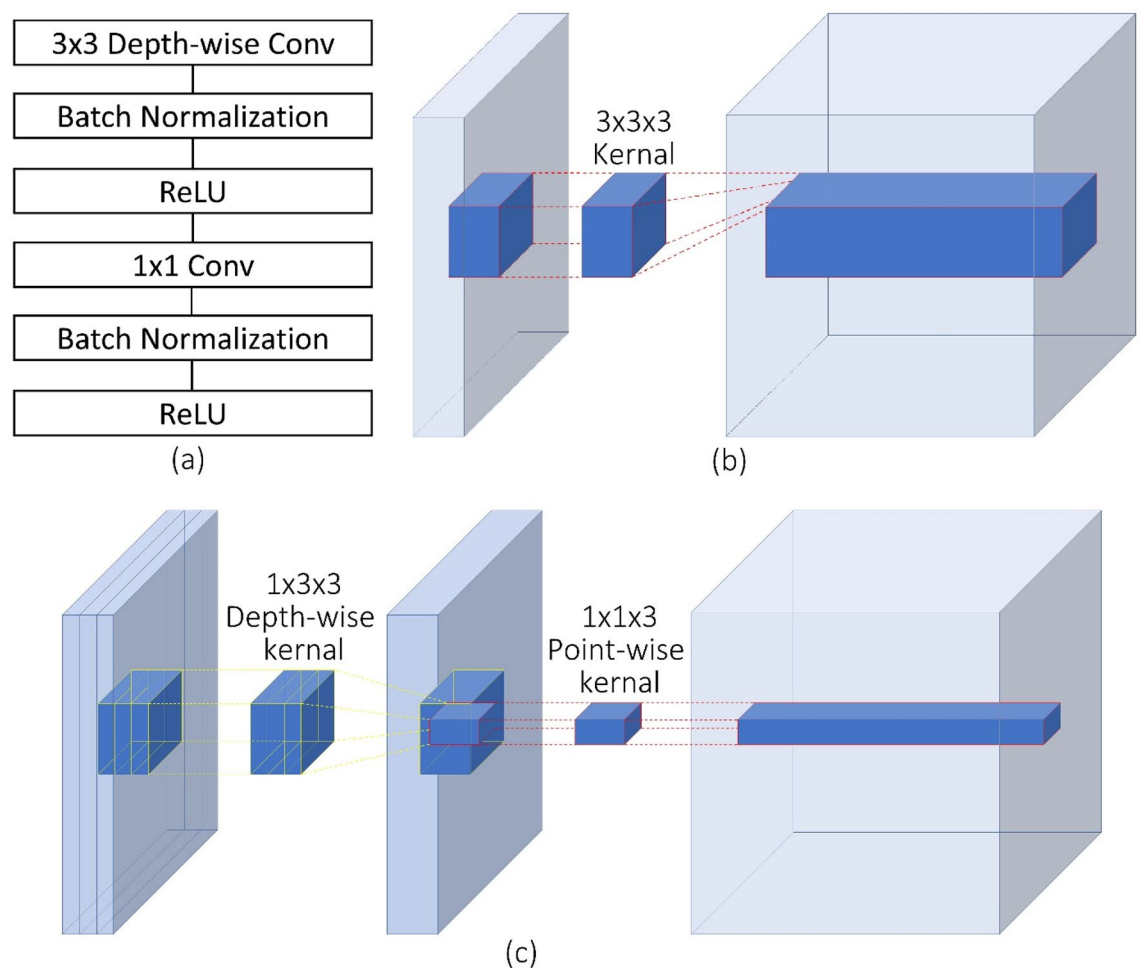 3x3 Depth-wise Conv
Batch Normalization
ReLU
1x1 Conv
Batch Normalization
ReLU
(a)
3x3x3
Kernal
(b)
1x3x3
Depth-wise
kernal
1x1x3
Point-wise
kernal
(c)